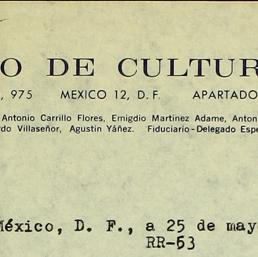 O DE CULTUR
, 975 MEXICO 12, D. F. APARTADO
Antonio Carrillo Flores, Emigdio Martínez Adame, Anton
rdo Villaseñor, Agustín Yáñez. Fiduciario-Delegado Espe
México, D. F., a 25 de may
RR-53